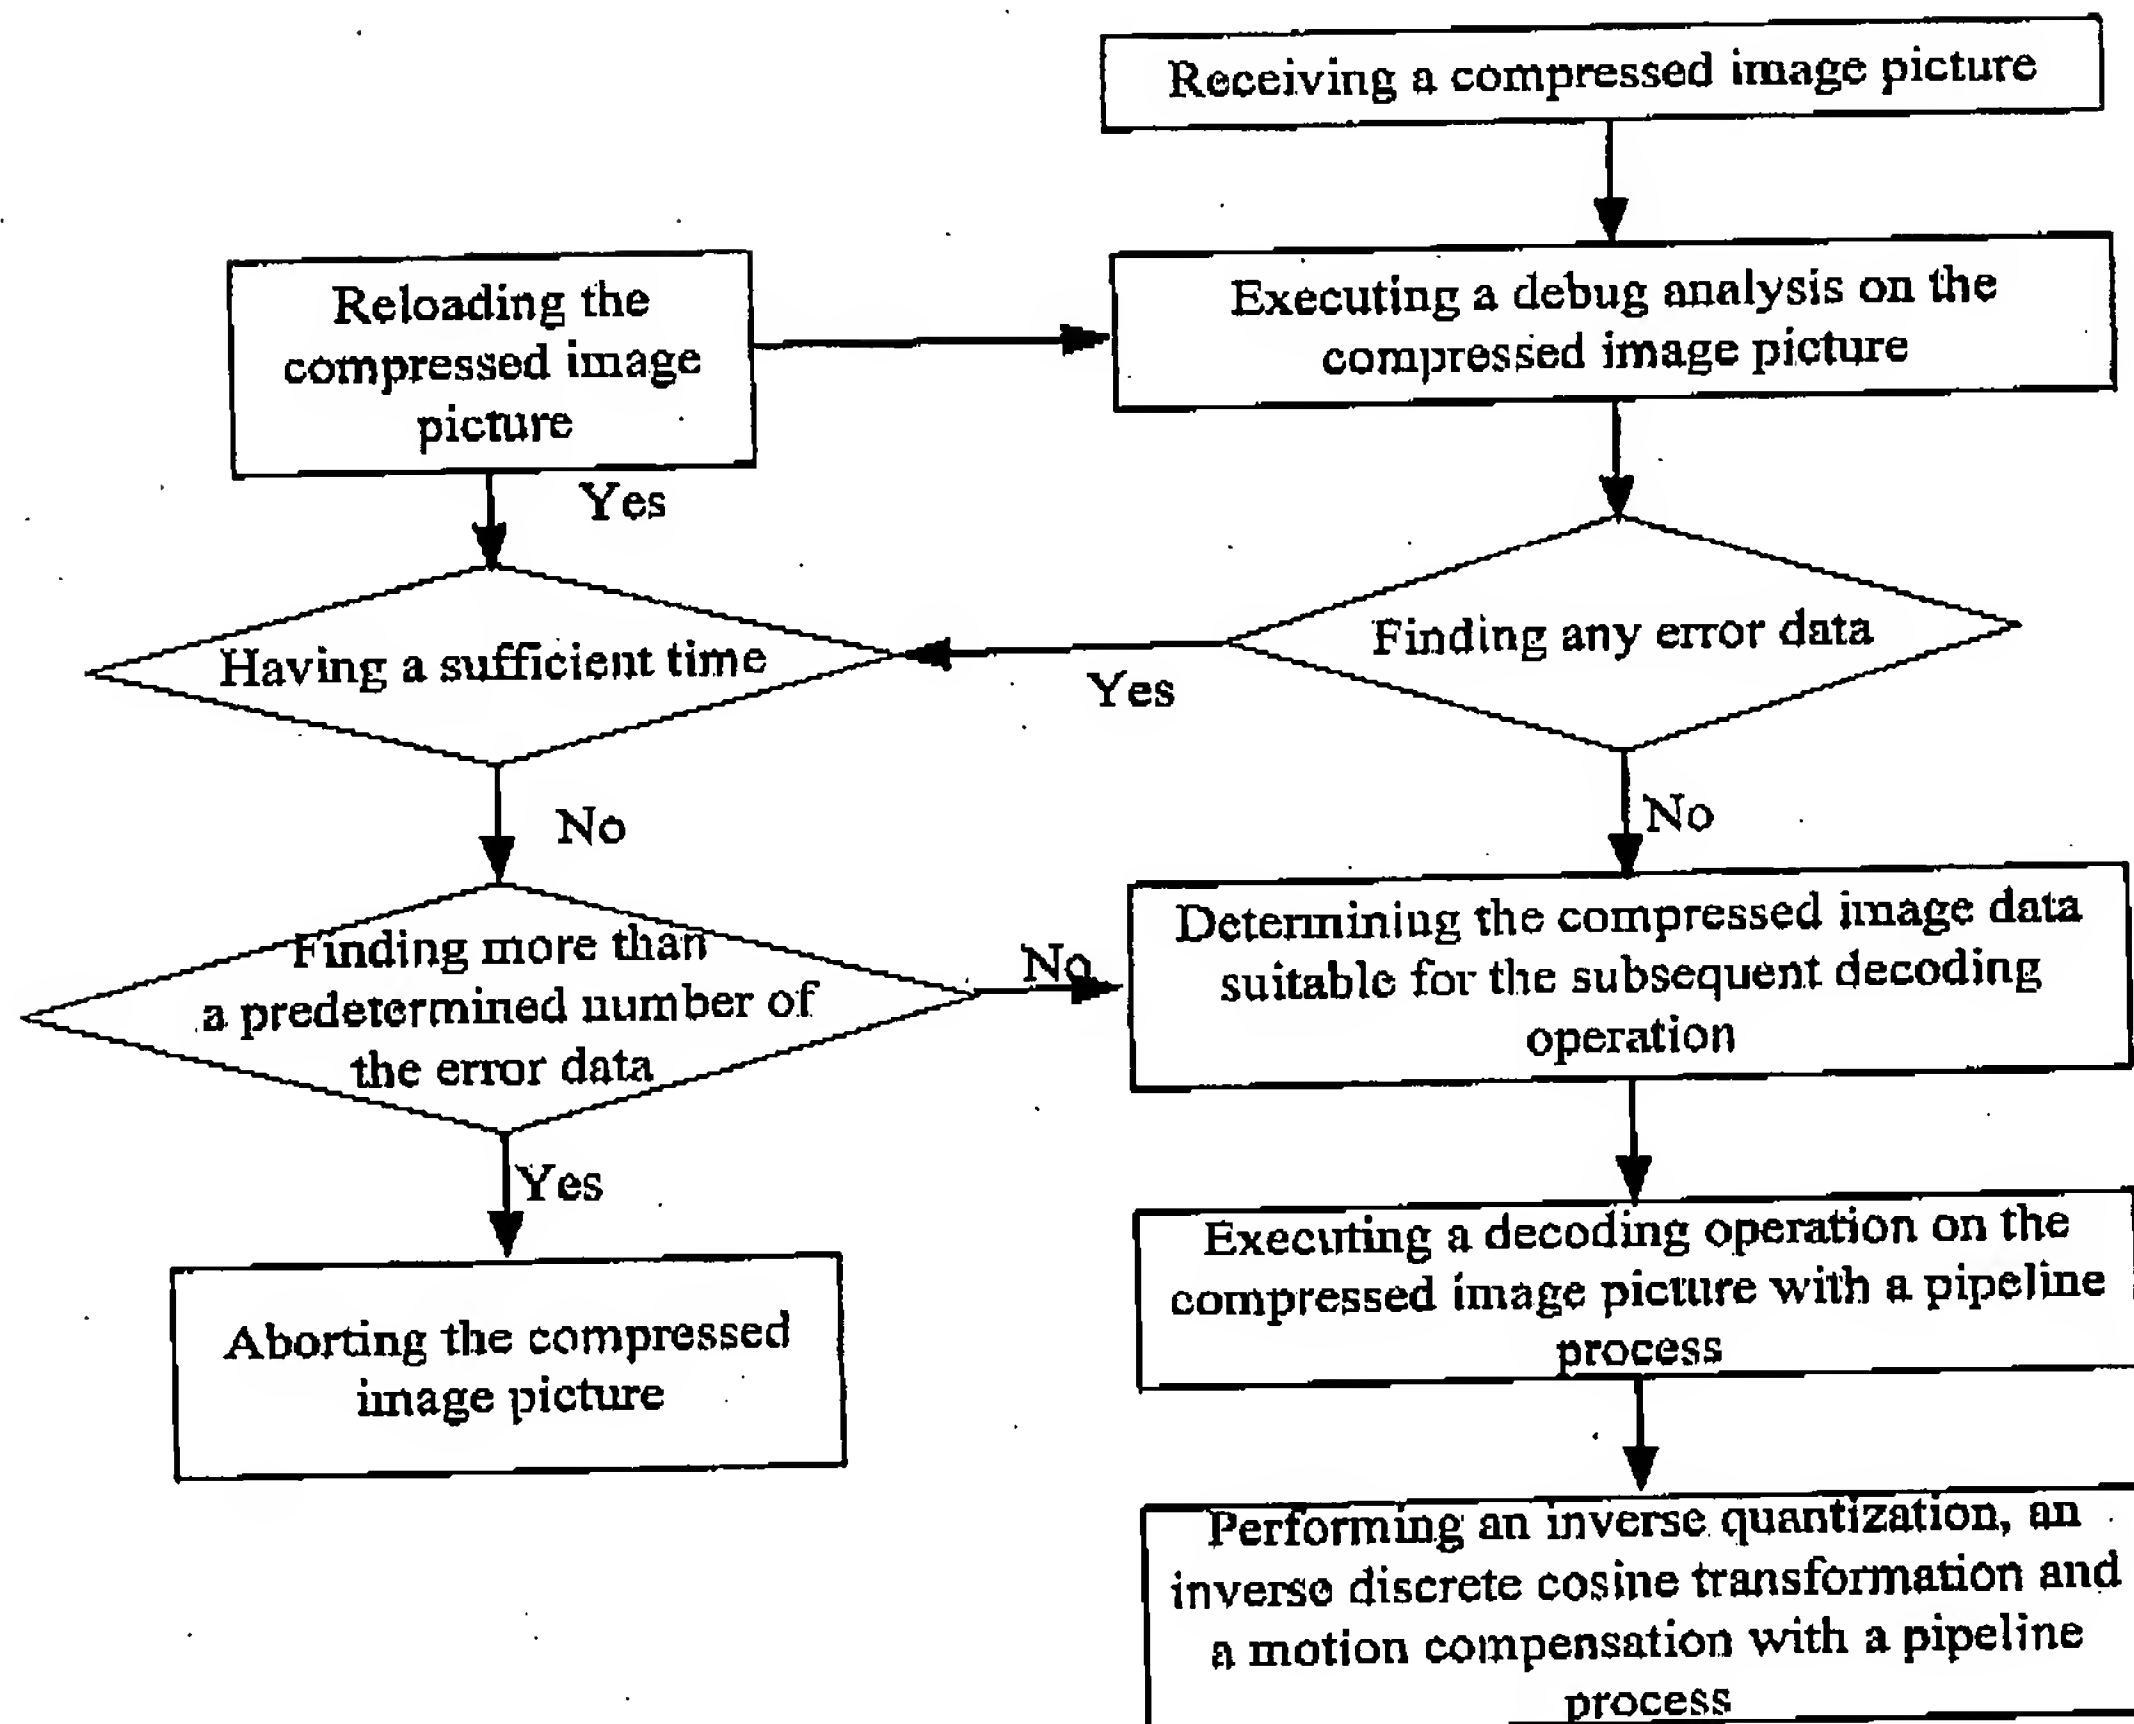 Receiving a compressed image picture
Executing a debug analysis on the
compressed image picture
Reloading the
compressed image
picture
Yes
Finding any error data
Having a sufficient time
Yes
No
No
Determining the compressed image data
suitable for the subsequent decoding
operation
Finding more than
a predetermined number of
the error data
No
Yes
Executing a decoding operation on the
compressed image picture with a pipeline
process
Aborting the compressed
image picture
Performing an inverse quantization, an
inverse discrete cosine transformation and
a motion compensation with a pipeline
process